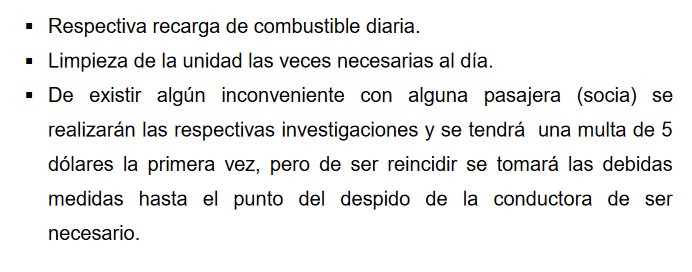 ▪ Respectiva recarga de combustible diaria.
▪ Limpieza de la unidad las veces necesarias al día.
▪ De existir algún inconveniente con alguna pasajera (socia) se
realizarán las respectivas investigaciones y se tendrá  una multa de 5
dólares la primera vez, pero de ser reincidir se tomará las debidas
medidas hasta el punto del despido de la conductora de ser
necesario.